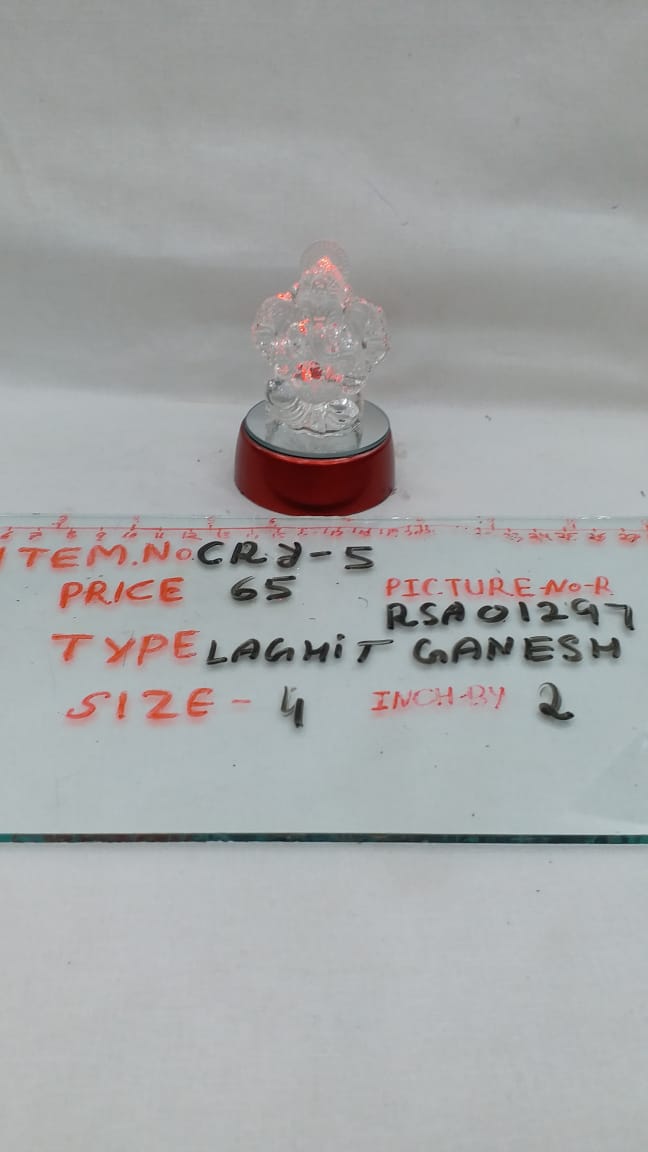 ITEM.No. CRY-5
PRICE 65
PICTURE-No-R
RSA01297
TYPE LAGHIT GANESH
SIZE - 4 INCH-BY 2